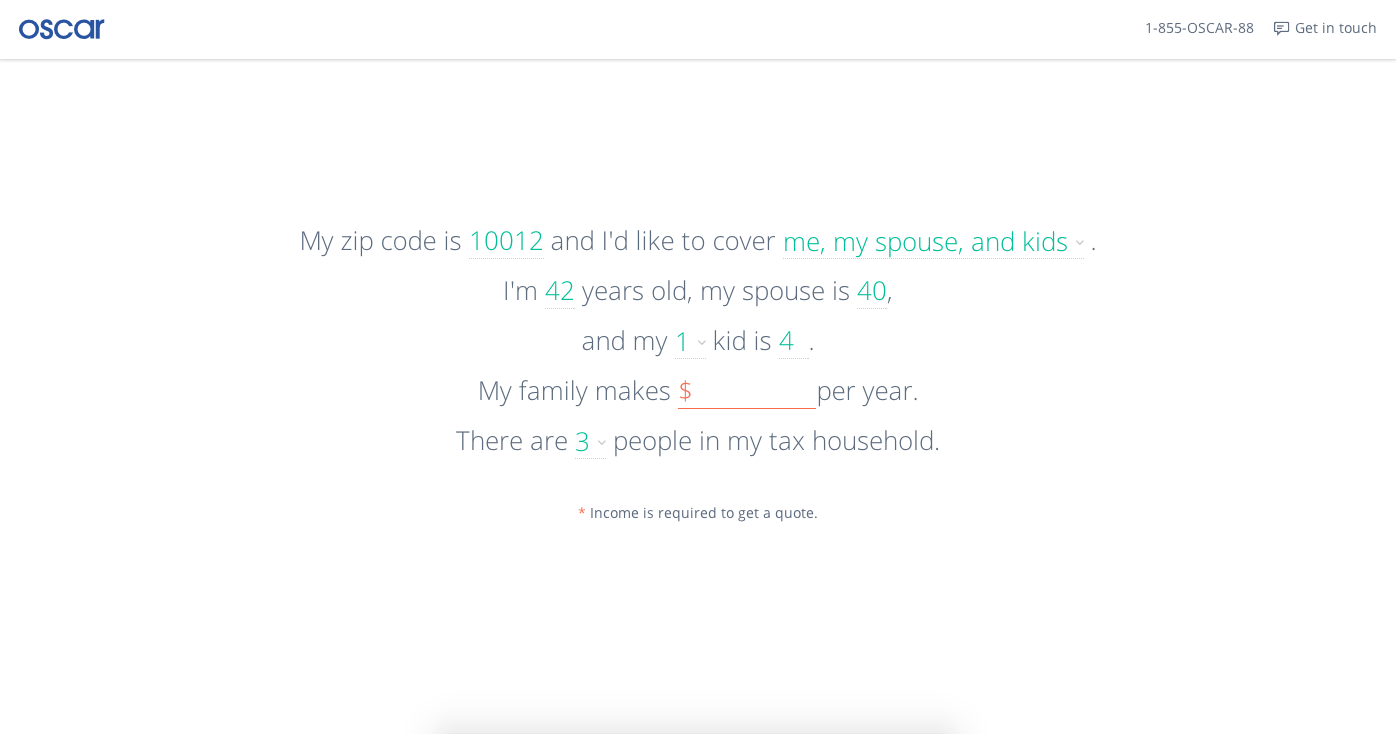 oscar
1-855-OSCAR-88 Get in touch
My zip code is 10012 and I'd like to cover me, my spouse, and kids .
I'm 42 years old, my spouse is 40,
and my 1 kid is 4 .
My family makes $ per year.
There are 3 people in my tax household.
* Income is required to get a quote.